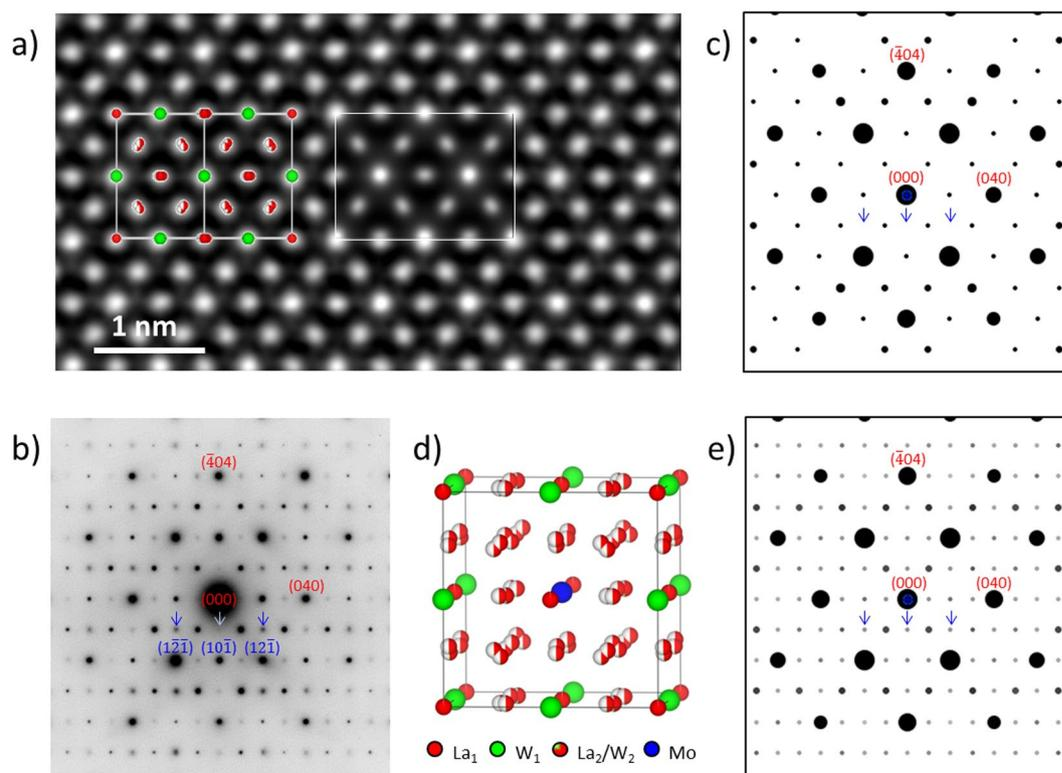 a)
1 nm
b)
(4̅04)
(000)
(040)
(12̅1̅)
(101̅)
(121̅)
c)
(4̅04)
(000)
(040)
d)
La₁
W₁
La₂/W₂
Mo
e)
(4̅04)
(000)
(040)